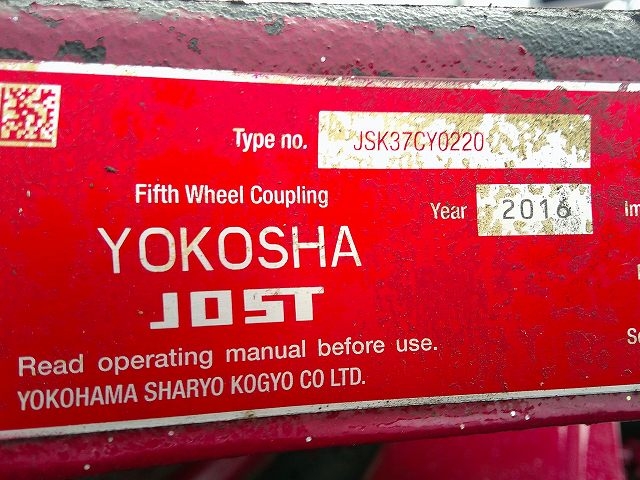 Type no. JSK37CY0220
Fifth Wheel Coupling
Year 2016
YOKOSHA
JOST
Read operating manual before use.
YOKOHAMA SHARYO KOGYO CO LTD.